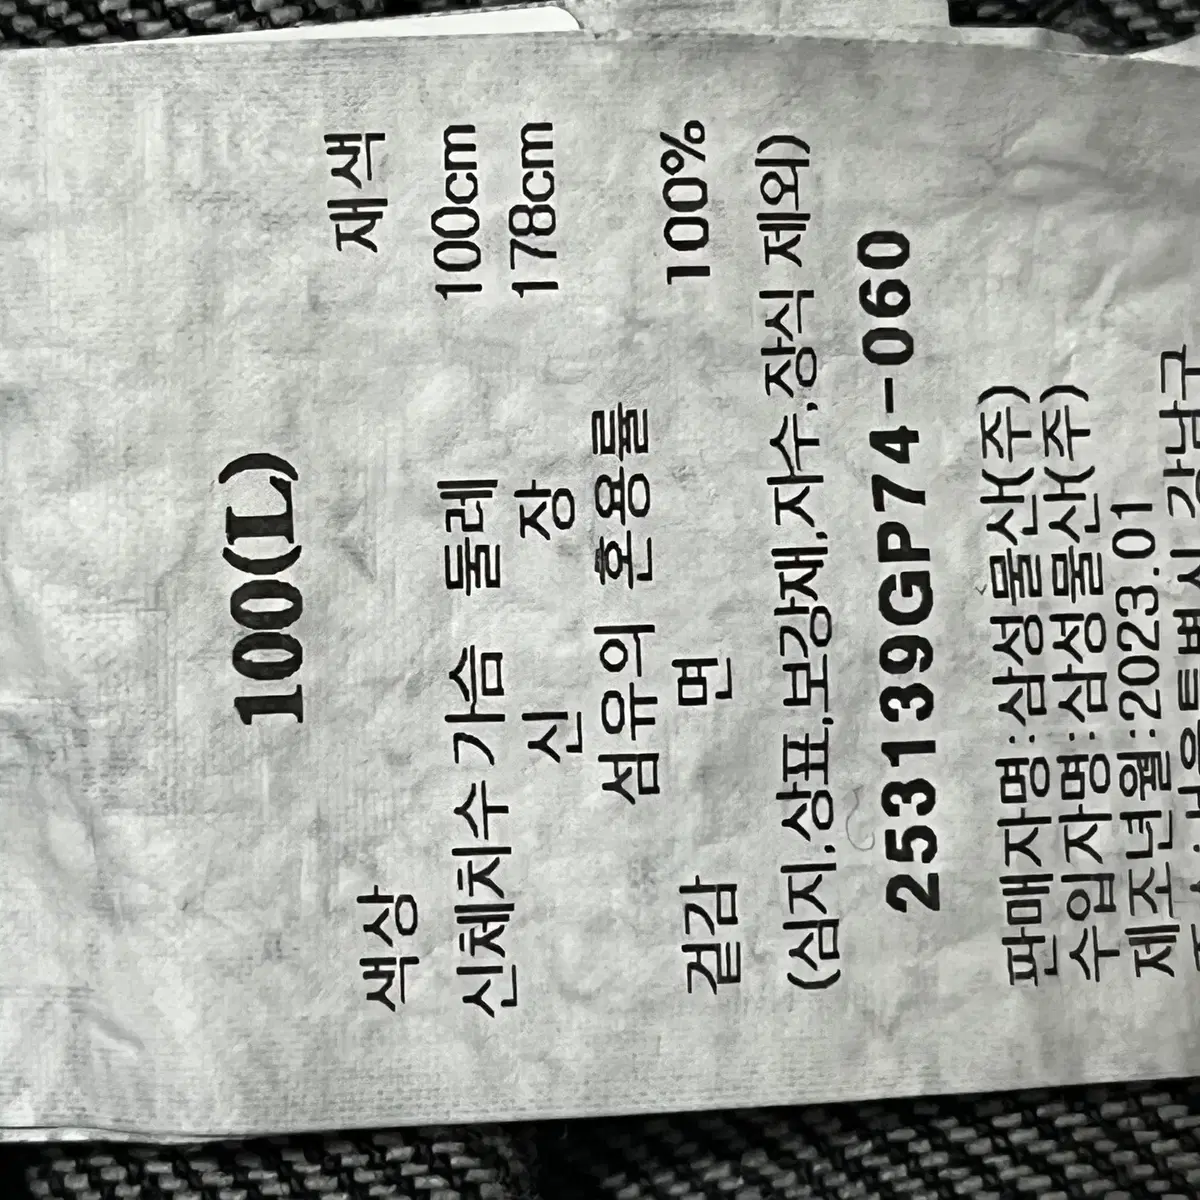 100(L)
색상 재색
신체치수 가슴 둘레 100cm
신 장 178cm
섬유의 혼용률
겉감 면 100%
(심지,상표,보강재,자수,장식 제외)
253139GP74-060
판매자명:삼성물산(주)
수입자명:삼성물산(주)
제조년월:2023.01
강남구